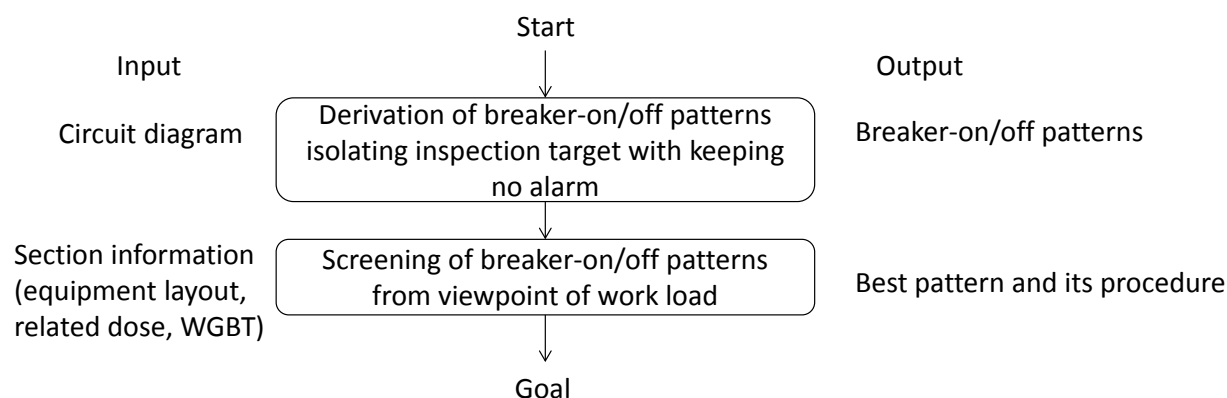 Start
Input
Output
Circuit diagram
Derivation of breaker-on/off patterns
isolating inspection target with keeping
no alarm
Breaker-on/off patterns
Section information
(equipment layout,
related dose, WGBT)
Screening of breaker-on/off patterns
from viewpoint of work load
Best pattern and its procedure
Goal